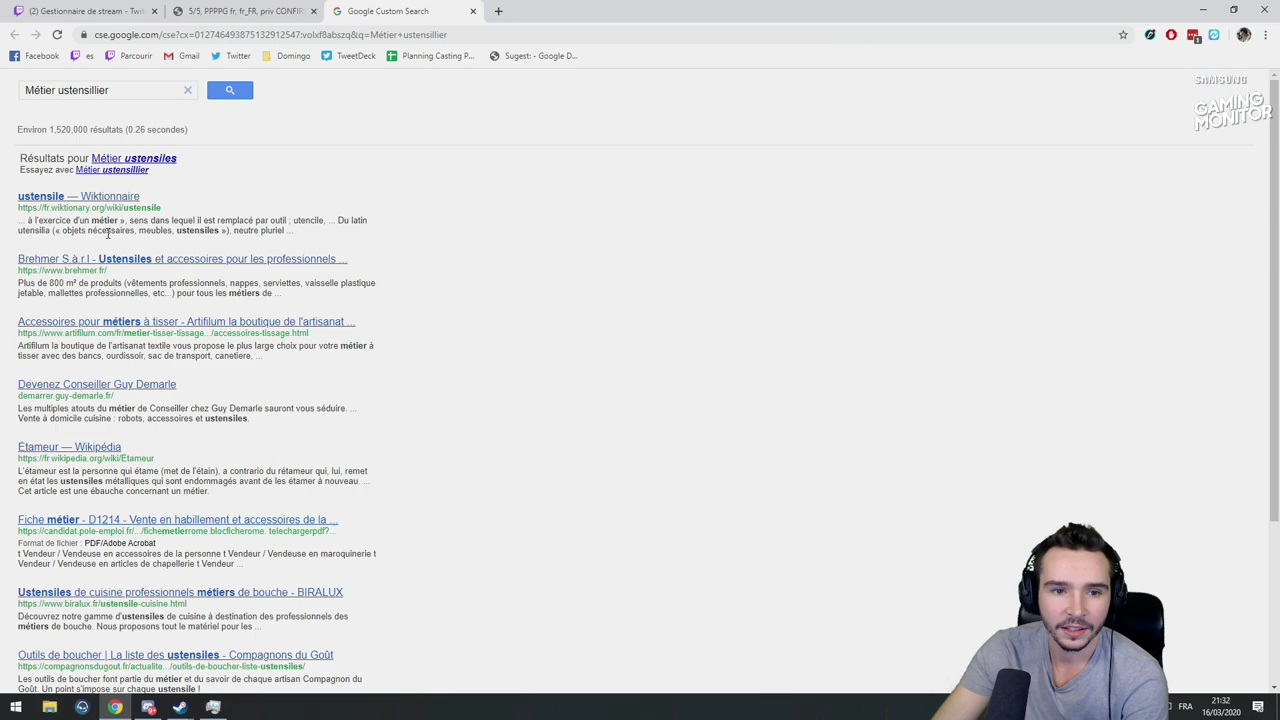 (2) Gestionnaire de stream - Twit
5/5, PPPPG fr, fr_FR, priv CONFIR
Google Custom Search
cse.google.com/cse?cx=012746493875132912547:volxf8abszq&q=Métier+ustensillier
Facebook
es
Parcourir
Gmail
Twitter
Domingo
TweetDeck
Planning Casting P...
Sugest: - Google D...
SAMSUNG
GAMING
MONITOR
Métier ustensillier
Environ 1,520,000 résultats (0.26 secondes)
Résultats pour Métier ustensiles
Essayez avec Métier ustensillier
ustensile — Wiktionnaire
https://fr.wiktionary.org/wiki/ustensile
... à l'exercice d'un métier », sens dans lequel il est remplacé par outil ; utencile, ... Du latin
utensilia (« objets nécessaires, meubles, ustensiles »), neutre pluriel ...
Brehmer S.à r.l - Ustensiles et accessoires pour les professionnels ...
https://www.brehmer.fr/
Plus de 800 m² de produits (vêtements professionnels, nappes, serviettes, vaisselle plastique
jetable, mallettes professionnelles, etc...) pour tous les métiers de ...
Accessoires pour métiers à tisser - Artifilum la boutique de l'artisanat ...
https://www.artifilum.com/fr/metier-tisser-tissage.../accessoires-tissage.html
Artifilum la boutique de l'artisanat textile vous propose le plus large choix pour votre métier à
tisser avec des bancs, ourdissoir, sac de transport, canetiere, ...
Devenez Conseiller Guy Demarle
demarrer.guy-demarle.fr/
Les multiples atouts du métier de Conseiller chez Guy Demarle sauront vous séduire. ...
Vente à domicile cuisine : robots, accessoires et ustensiles.
Étameur — Wikipédia
https://fr.wikipedia.org/wiki/Étameur
L'étameur est la personne qui étame (met de l'étain), a contrario du rétameur qui, lui, remet
en état les ustensiles métalliques qui sont endommagés avant de les étamer à nouveau. ...
Cet article est une ébauche concernant un métier.
Fiche métier - D1214 - Vente en habillement et accessoires de la ...
https://candidat.pole-emploi.fr/.../fichemetierrome.blocficherome. telechargerpdf?...
Format de fichier : PDF/Adobe Acrobat
t Vendeur / Vendeuse en accessoires de la personne t Vendeur / Vendeuse en maroquinerie t
Vendeur / Vendeuse en articles de chapellerie t Vendeur ...
Ustensiles de cuisine professionnels métiers de bouche - BIRALUX
https://www.biralux.fr/ustensile-cuisine.html
Découvrez notre gamme d'ustensiles de cuisine à destination des professionnels des
métiers de bouche. Nous proposons tout le matériel pour les ...
Outils de boucher | La liste des ustensiles - Compagnons du Goût
https://compagnonsdugout.fr/actualite.../outils-de-boucher-liste-ustensiles/
Les outils de boucher font partie du métier et du savoir de chaque artisan Compagnon du
Goût. Un point s'impose sur chaque ustensile !
FRA
21:32
16/03/2020